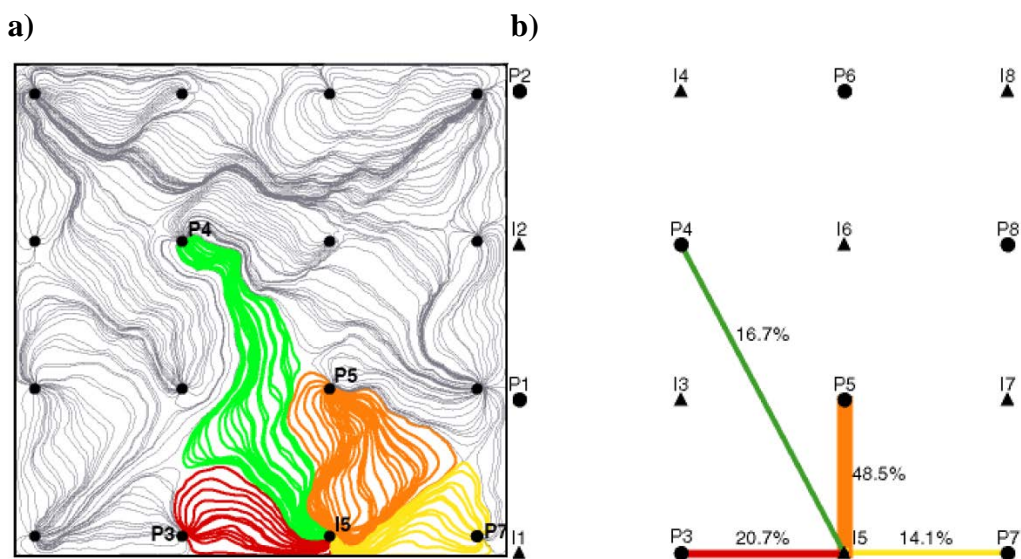 a)
b)
P4
P5
P3
I5
P7
P2
I4
P6
I8
I2
P4
I6
P8
16.7%
P1
I3
P5
I7
48.5%
I1
P3
20.7%
I5
14.1%
P7